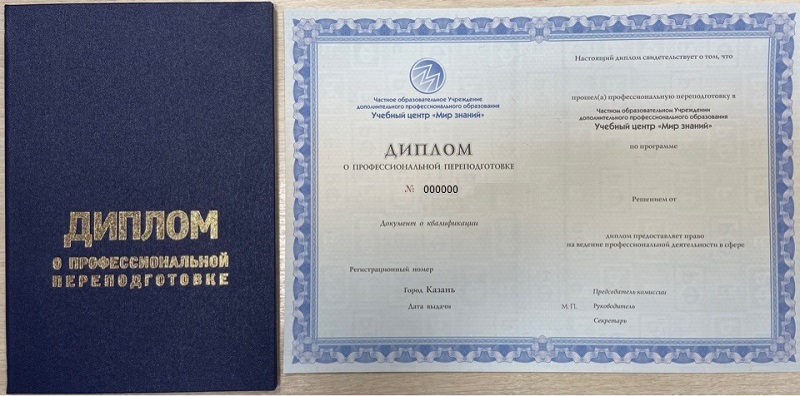 ДИПЛОМ
О ПРОФЕССИОНАЛЬНОЙ
ПЕРЕПОДГОТОВКЕ
Частное образовательное Учреждение
дополнительного профессионального образования
Учебный центр «Мир знаний»
ДИПЛОМ
О ПРОФЕССИОНАЛЬНОЙ ПЕРЕПОДГОТОВКЕ
№ 000000
Документ о квалификации
Регистрационный номер
Город Казань
Дата выдачи
Настоящий диплом свидетельствует о том, что
прошел(а) профессиональную переподготовку в
Частном образовательном Учреждении
дополнительного профессионального образования
Учебный центр «Мир знаний»
по программе
Решением от
диплом предоставляет право
на ведение профессиональной деятельности в сфере
Председатель комиссии
М.П. Руководитель
Секретарь